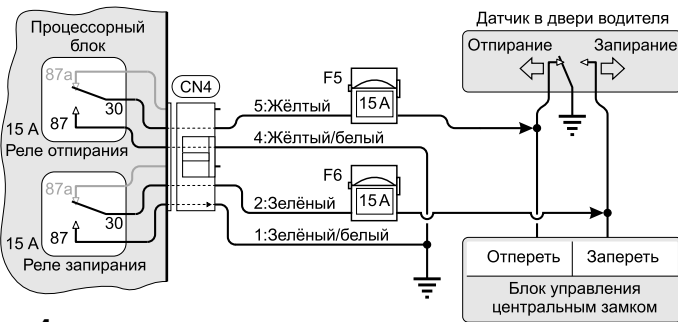 Процессорный
блок
87a
30
15 А
87
Реле отпирания
87a
30
15 А
87
Реле запирания
CN4
5:Жёлтый
F5
15 А
4:Жёлтый/белый
F6
2:Зелёный
15 А
1:Зелёный/белый
Датчик в двери водителя
Отпирание
Запирание
Отпереть
Запереть
Блок управления
центральным замком